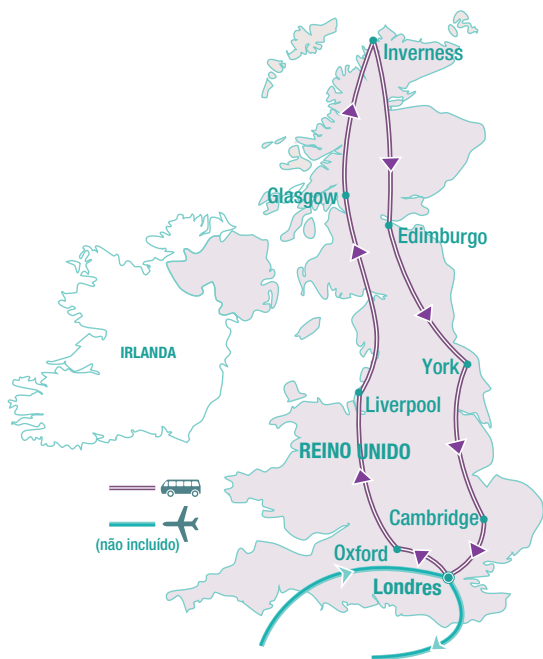 Inverness
Glasgow
Edimburgo
IRLANDA
York
Liverpool
REINO UNIDO
Cambridge
(não incluído)
Oxford
Londres